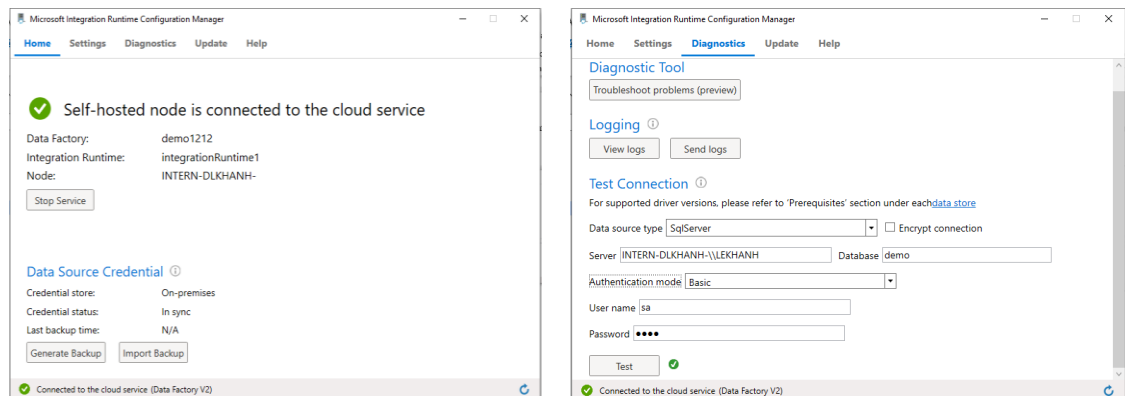 Microsoft Integration Runtime Configuration Manager
Home Settings Diagnostics Update Help
Self-hosted node is connected to the cloud service
Data Factory: demo1212
Integration Runtime: integrationRuntime1
Node: INTERN-DLKHANH-
Stop Service
Data Source Credential
Credential store: On-premises
Credential status: In sync
Last backup time: N/A
Generate Backup Import Backup
Connected to the cloud service (Data Factory V2)
Microsoft Integration Runtime Configuration Manager
Home Settings Diagnostics Update Help
Diagnostic Tool
Troubleshoot problems (preview)
Logging
View logs Send logs
Test Connection
For supported driver versions, please refer to 'Prerequisites' section under eachdata store
Data source type SqlServer Encrypt connection
Server INTERN-DLKHANH-\\LEKHANH Database demo
Authentication mode Basic
User name sa
Password ●●●●
Test
Connected to the cloud service (Data Factory V2)